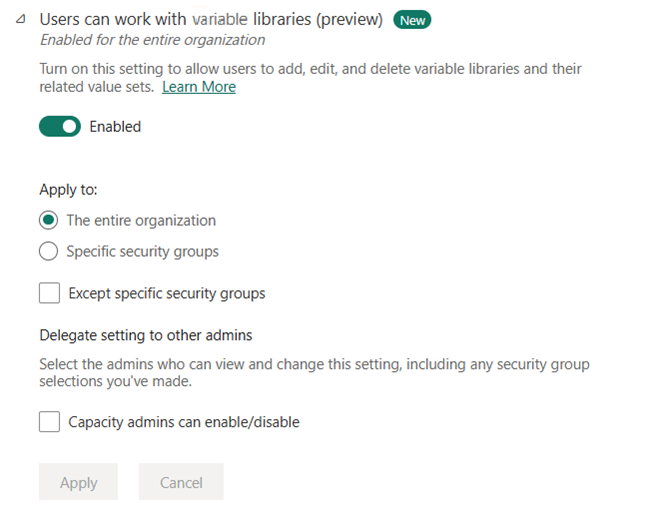 Users can work with variable libraries (preview) New
Enabled for the entire organization
Turn on this setting to allow users to add, edit, and delete variable libraries and their
related value sets. Learn More
Enabled
Apply to:
The entire organization
Specific security groups
Except specific security groups
Delegate setting to other admins
Select the admins who can view and change this setting, including any security group
selections you've made.
Capacity admins can enable/disable
Apply Cancel